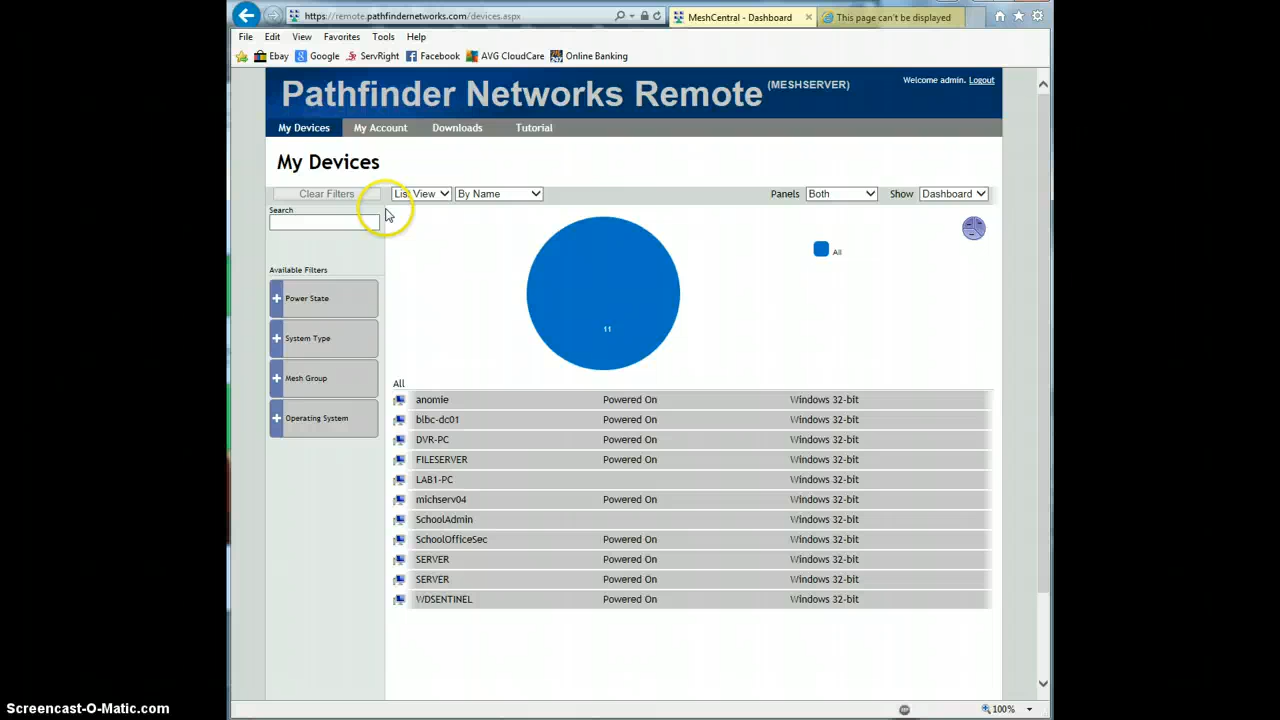 https://remote.pathfindernetworks.com/devices.aspx
MeshCentral - Dashboard
This page can't be displayed
File Edit View Favorites Tools Help
Ebay Google ServRight Facebook AVG CloudCare Online Banking
Pathfinder Networks Remote (MESHSERVER)
Welcome admin. Logout
My Devices My Account Downloads Tutorial
My Devices
Clear Filters List View By Name Panels Both Show Dashboard
Search
Available Filters
Power State
System Type
Mesh Group
Operating System
All
11
All
anomie Powered On Windows 32-bit
blbc-dc01 Powered On Windows 32-bit
DVR-PC Powered On Windows 32-bit
FILESERVER Powered On Windows 32-bit
LAB1-PC Windows 32-bit
michserv04 Powered On Windows 32-bit
SchoolAdmin Windows 32-bit
SchoolOfficeSec Powered On Windows 32-bit
SERVER Powered On Windows 32-bit
SERVER Powered On Windows 32-bit
WDSENTINEL Powered On Windows 32-bit
100%
Screencast-O-Matic.com